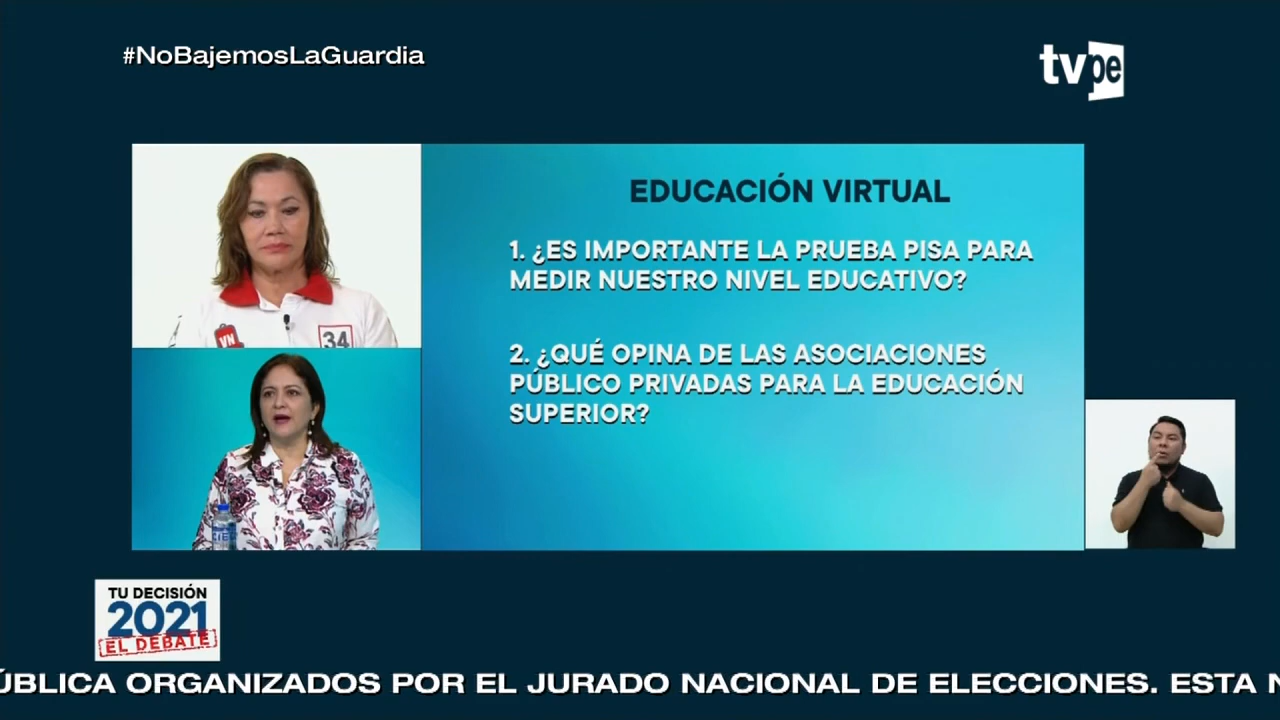 #NoBajemosLaGuardia
tvpe
EDUCACIÓN VIRTUAL
1. ¿ES IMPORTANTE LA PRUEBA PISA PARA
MEDIR NUESTRO NIVEL EDUCATIVO?
2. ¿QUÉ OPINA DE LAS ASOCIACIONES
PÚBLICO PRIVADAS PARA LA EDUCACIÓN
SUPERIOR?
VN
34
TU DECISIÓN
2021
EL DEBATE
ÚBLICA ORGANIZADOS POR EL JURADO NACIONAL DE ELECCIONES. ESTA N